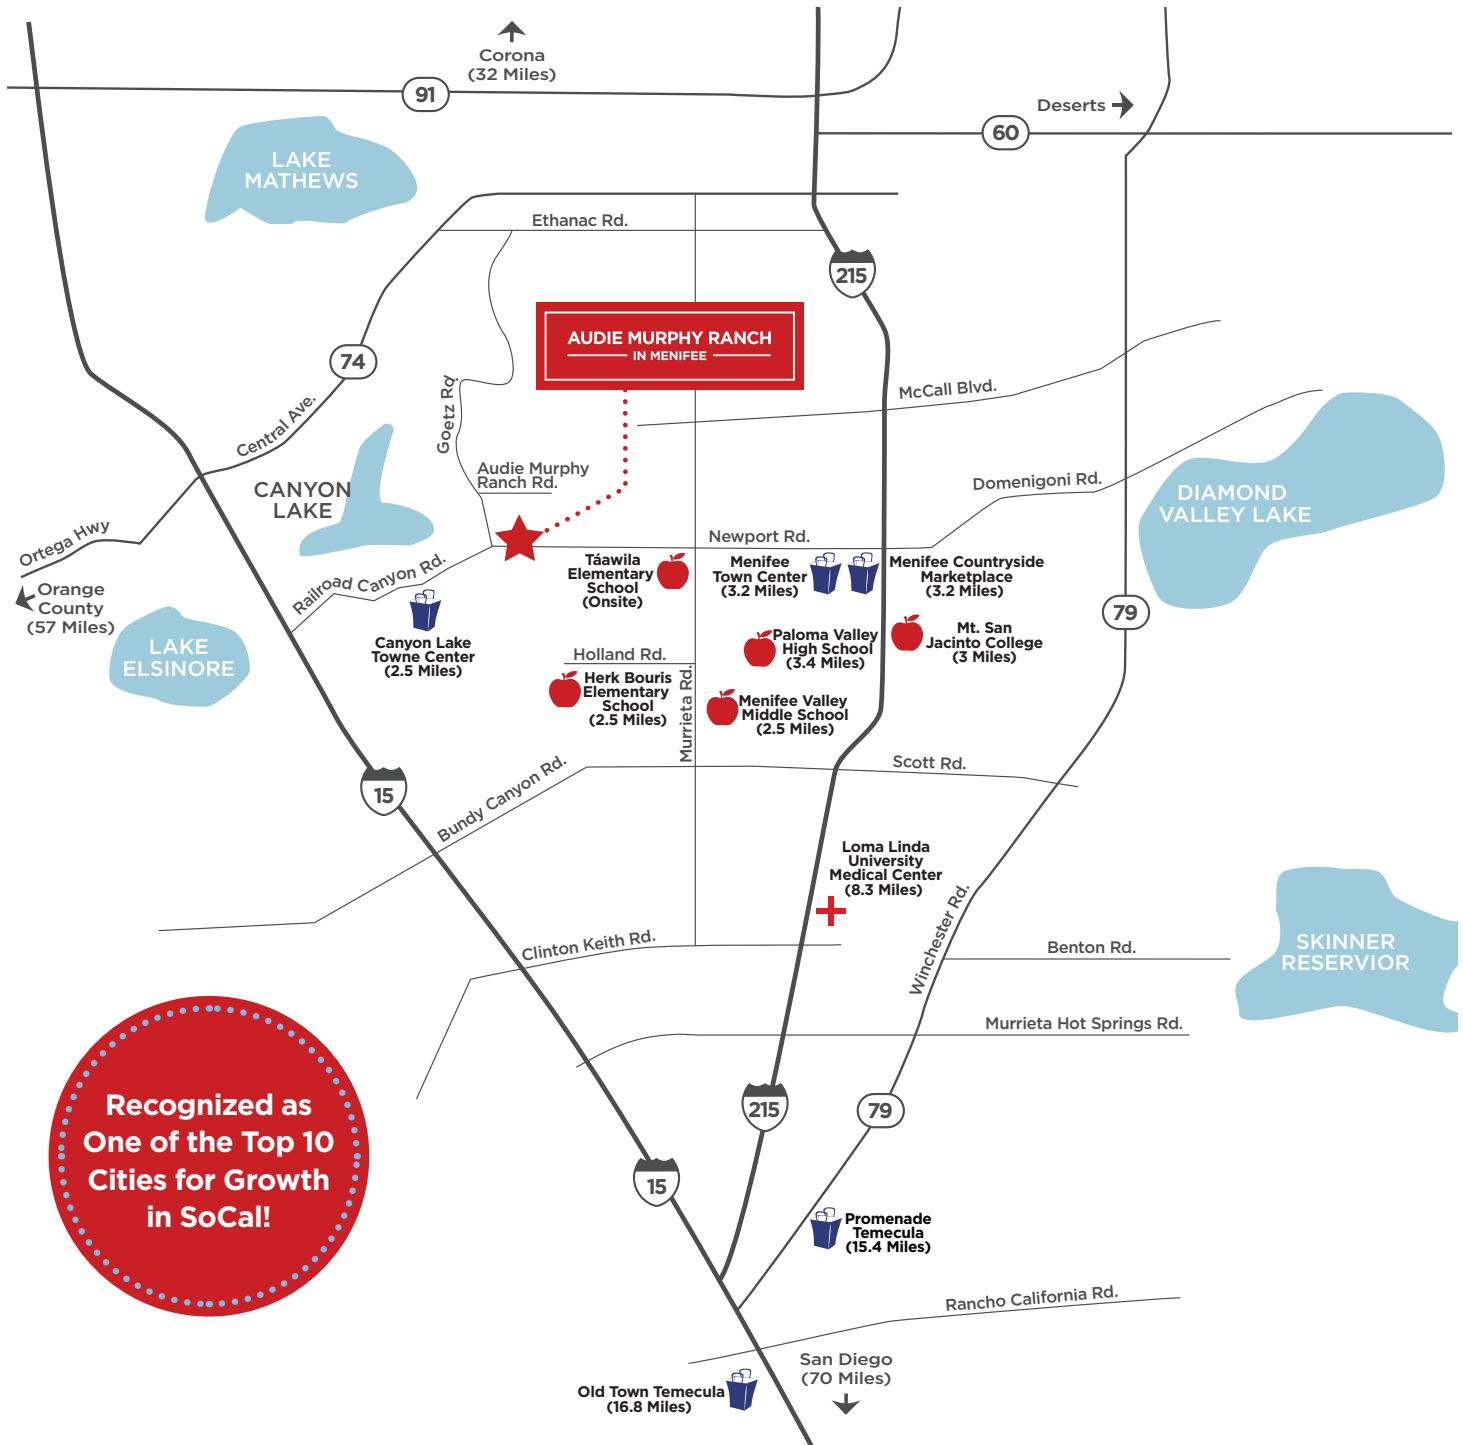 Corona
(32 Miles)
91
Deserts
60
LAKE
MATHEWS
Ethanac Rd.
215
AUDIE MURPHY RANCH
IN MENIFEE
74
McCall Blvd.
Goetz Rd.
Central Ave.
Audie Murphy
Ranch Rd.
CANYON
LAKE
Domenigoni Rd.
DIAMOND
VALLEY LAKE
Ortega Hwy
Newport Rd.
Orange
County
(57 Miles)
Railroad Canyon Rd.
Táawila
Elementary
School
(Onsite)
Menifee
Town Center
(3.2 Miles)
Menifee Countryside
Marketplace
(3.2 Miles)
79
LAKE
ELSINORE
Canyon Lake
Towne Center
(2.5 Miles)
Paloma Valley
High School
(3.4 Miles)
Mt. San
Jacinto College
(3 Miles)
Holland Rd.
Herk Bouris
Elementary
School
(2.5 Miles)
Murrieta Rd.
Menifee Valley
Middle School
(2.5 Miles)
15
Bundy Canyon Rd.
Scott Rd.
Loma Linda
University
Medical Center
(8.3 Miles)
Winchester Rd.
Clinton Keith Rd.
Benton Rd.
SKINNER
RESERVIOR
Murrieta Hot Springs Rd.
Recognized as
One of the Top 10
Cities for Growth
in SoCal!
215
79
15
Promenade
Temecula
(15.4 Miles)
Rancho California Rd.
San Diego
(70 Miles)
Old Town Temecula
(16.8 Miles)